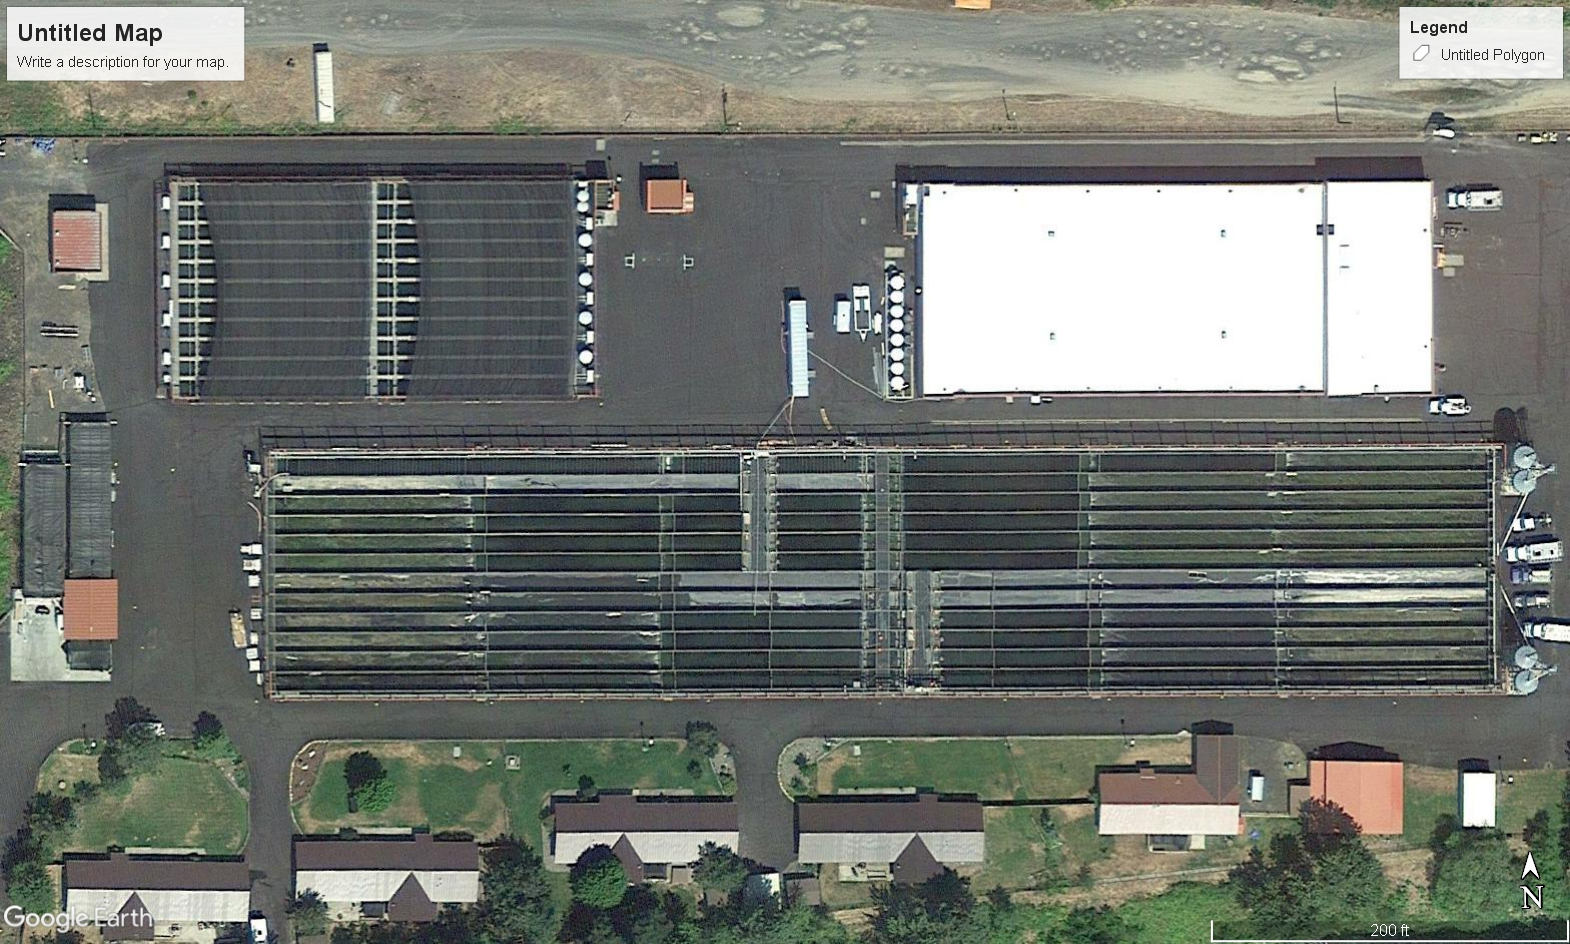 Untitled Map
Write a description for your map.
Legend
Untitled Polygon
Google Earth
N
200 ft